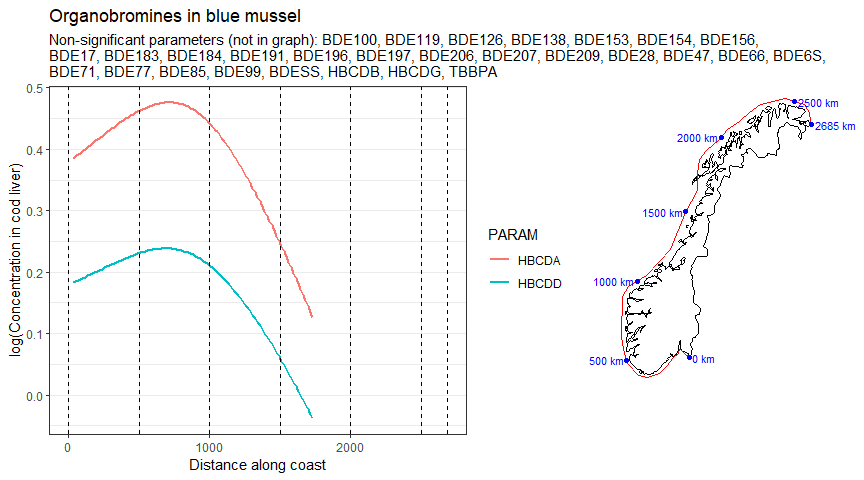 Organobromines in blue mussel
Non-significant parameters (not in graph): BDE100, BDE119, BDE126, BDE138, BDE153, BDE154, BDE156,
BDE17, BDE183, BDE184, BDE191, BDE196, BDE197, BDE206, BDE207, BDE209, BDE28, BDE47, BDE66, BDE6S,
BDE71, BDE77, BDE85, BDE99, BDESS, HBCDB, HBCDG, TBBPA
log(Concentration in cod liver)
0.5
0.4
0.3
0.2
0.1
0.0
0
1000
2000
Distance along coast
PARAM
HBCDA
HBCDD
2500 km
2685 km
2000 km
1500 km
1000 km
500 km
0 km